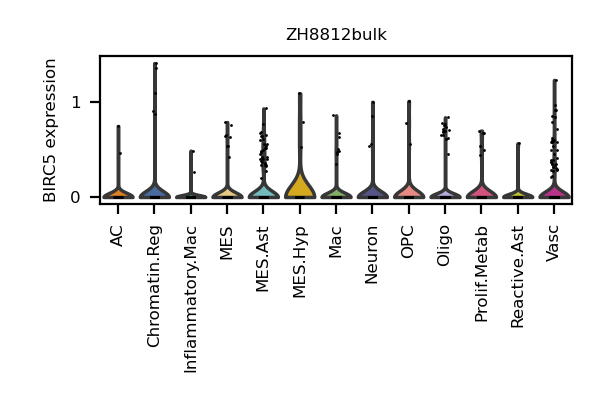 ZH8812bulk
BIRC5 expression
1
0
AC
Chromatin.Reg
Inflammatory.Mac
MES
MES.Ast
MES.Hyp
Mac
Neuron
OPC
Oligo
Prolif.Metab
Reactive.Ast
Vasc